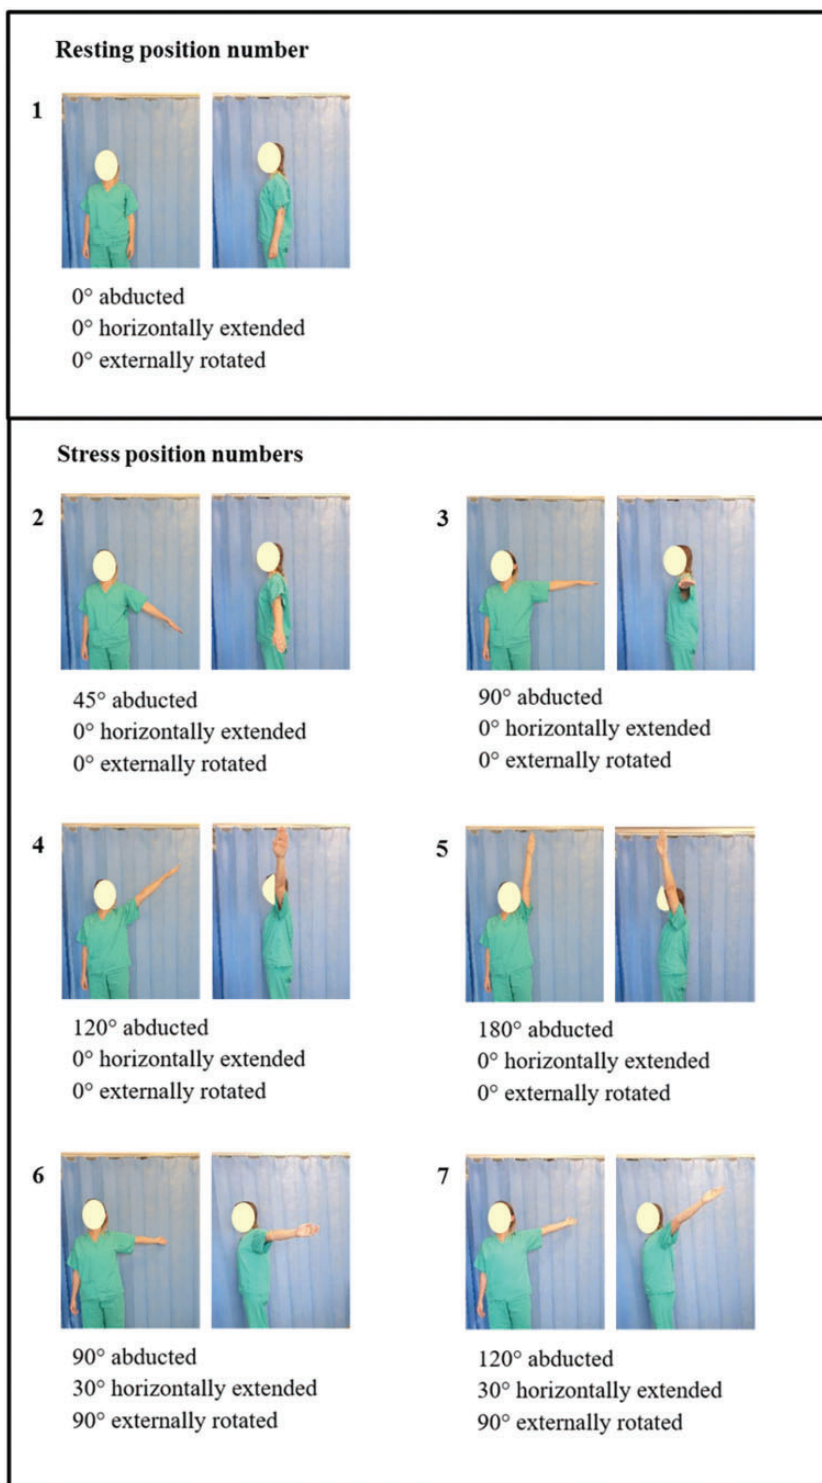 Resting position number
1
0° abducted
0° horizontally extended
0° externally rotated
Stress position numbers
2
3
45° abducted
0° horizontally extended
0° externally rotated
90° abducted
0° horizontally extended
0° externally rotated
4
5
120° abducted
0° horizontally extended
0° externally rotated
180° abducted
0° horizontally extended
0° externally rotated
6
7
90° abducted
30° horizontally extended
90° externally rotated
120° abducted
30° horizontally extended
90° externally rotated